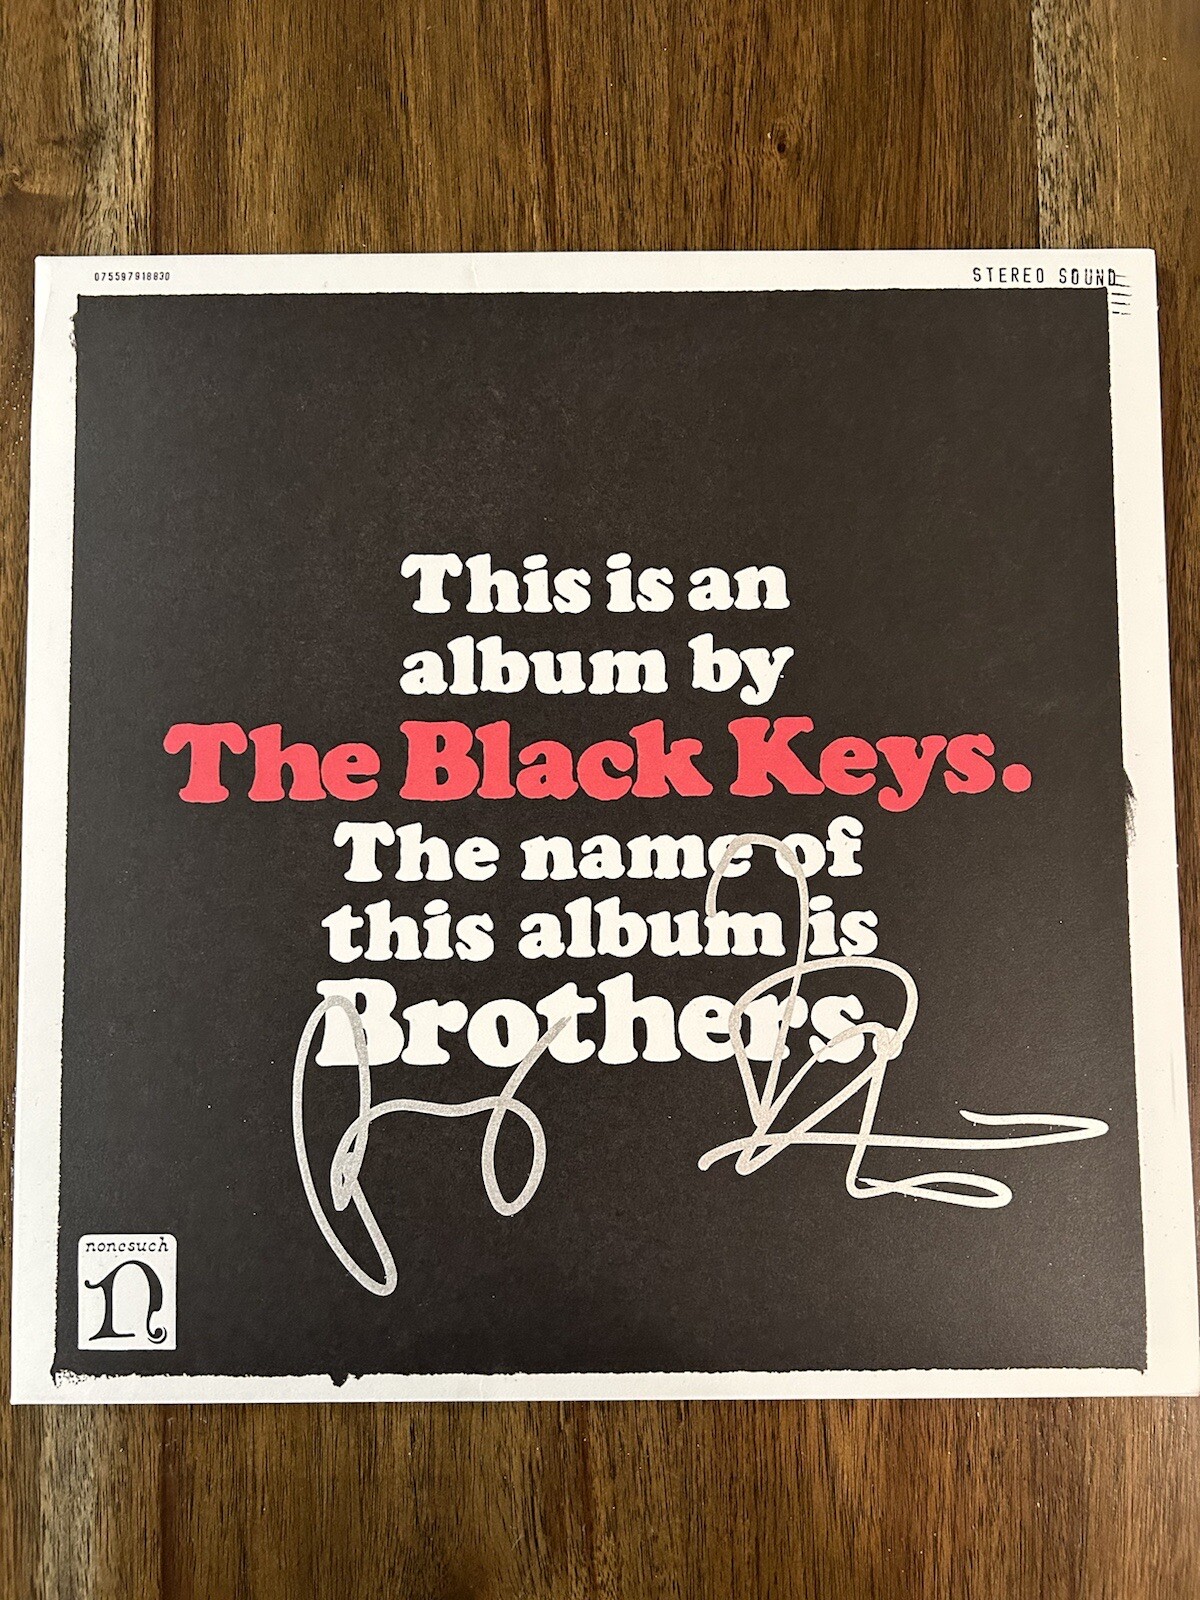 075597918830
STEREO SOUND
This is an
album by
The Black Keys.
The name of
this album is
Brothers.
nonesuch
n